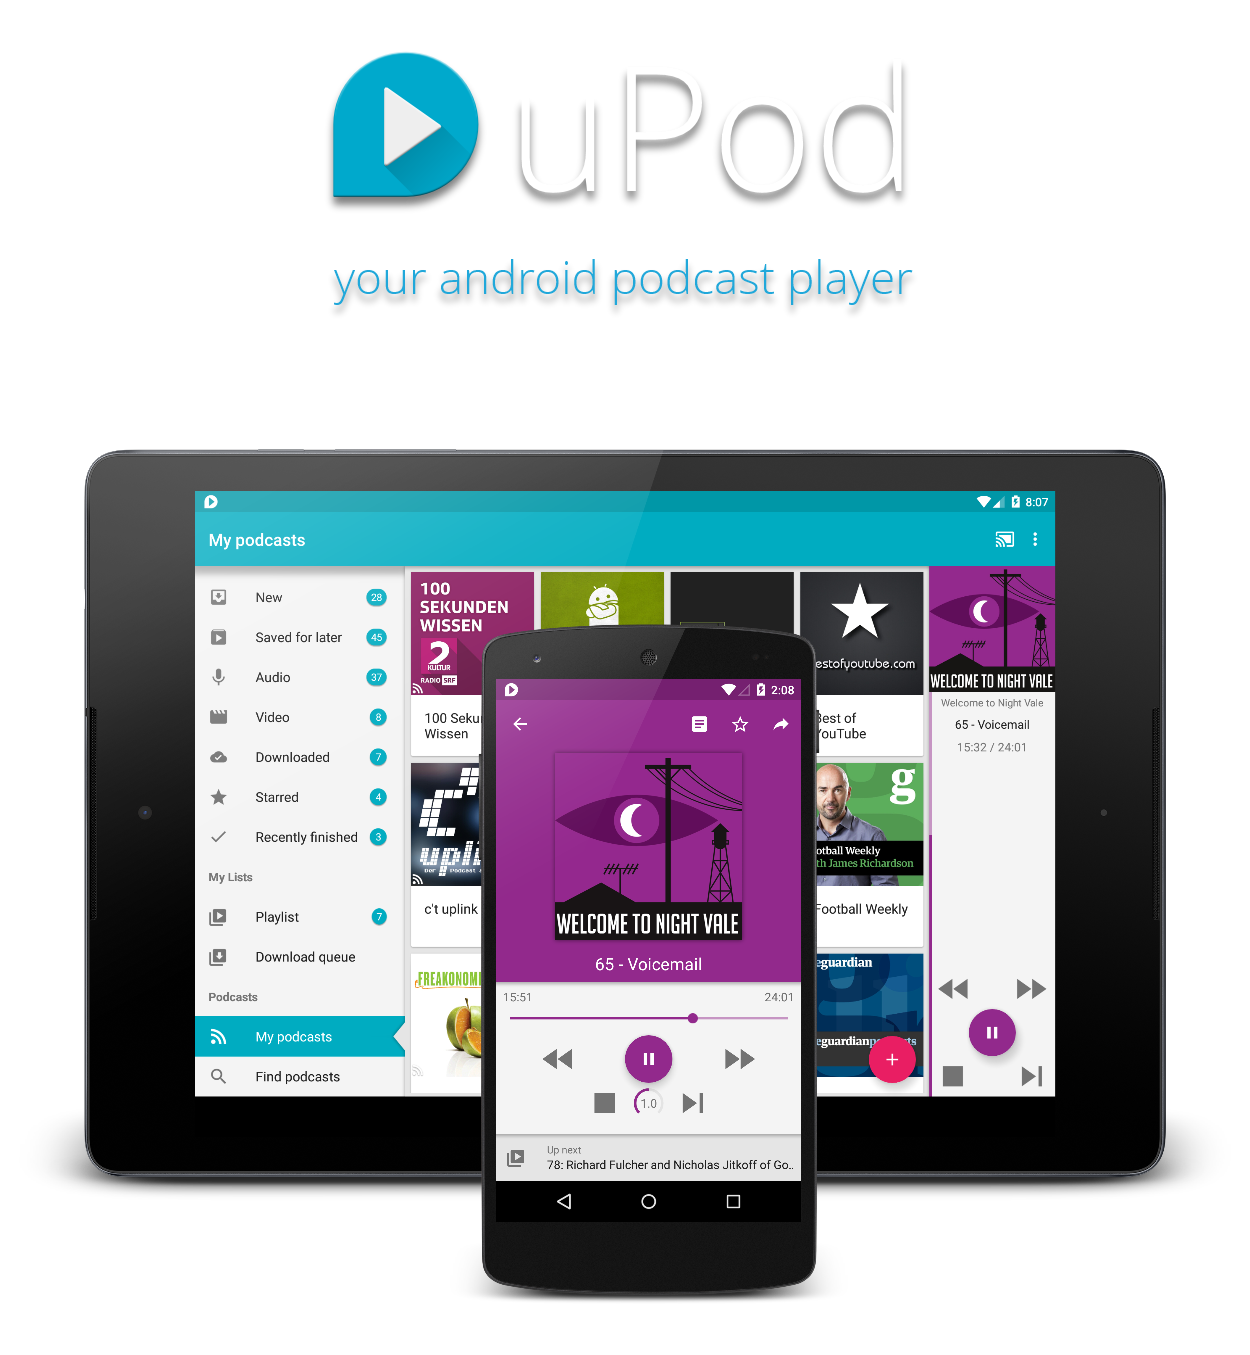 uPod
your android podcast player
8:07
My podcasts
New 28
Saved for later 45
Audio 37
Video 8
Downloaded 7
Starred 4
Recently finished 3
My Lists
Playlist 7
Download queue
Podcasts
My podcasts
Find podcasts
100
SEKUNDEN
WISSEN
2
KULTUR
RADIO SRF
100 Seku
Wissen
estofyoutube.com
Best of
YouTube
c't
uplin
c't uplink
g
ootball Weekly
th James Richardson
Football Weekly
FREAKONOM
eguardian
eguardianpo
WELCOME TO NIGHT VALE
Welcome to Night Vale
65 - Voicemail
15:32 / 24:01
2:08
WELCOME TO NIGHT VALE
65 - Voicemail
15:51 24:01
1.0
Up next
78: Richard Fulcher and Nicholas Jitkoff of Go..